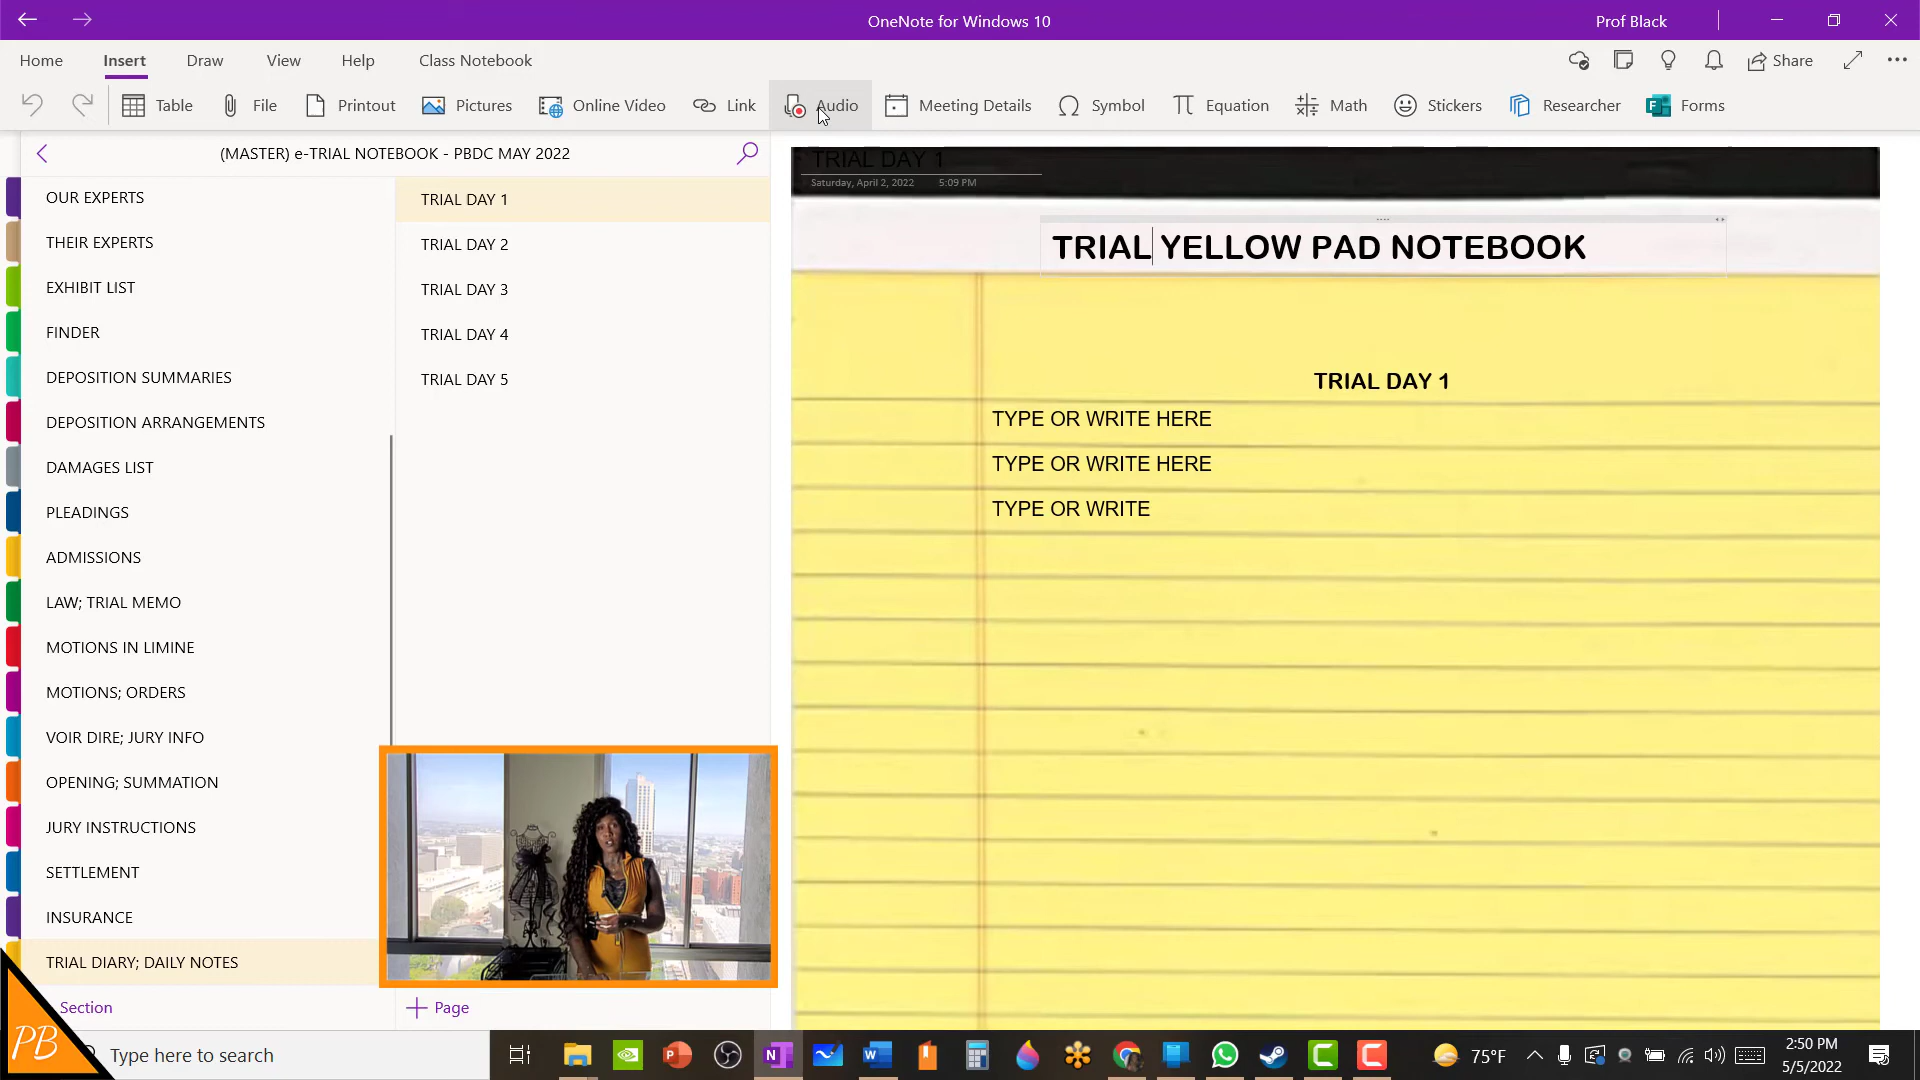 OneNote for Windows 10
Prof Black
Home Insert Draw View Help Class Notebook
Share
Table File Printout Pictures Online Video Link Audio Meeting Details Symbol Equation Math Stickers Researcher Forms
(MASTER) e-TRIAL NOTEBOOK - PBDC MAY 2022
OUR EXPERTS
THEIR EXPERTS
EXHIBIT LIST
FINDER
DEPOSITION SUMMARIES
DEPOSITION ARRANGEMENTS
DAMAGES LIST
PLEADINGS
ADMISSIONS
LAW; TRIAL MEMO
MOTIONS IN LIMINE
MOTIONS; ORDERS
VOIR DIRE; JURY INFO
OPENING; SUMMATION
JURY INSTRUCTIONS
SETTLEMENT
INSURANCE
TRIAL DIARY; DAILY NOTES
Section
TRIAL DAY 1
TRIAL DAY 2
TRIAL DAY 3
TRIAL DAY 4
TRIAL DAY 5
Page
TRIAL DAY 1
Saturday, April 2, 2022 5:09 PM
TRIAL YELLOW PAD NOTEBOOK
TRIAL DAY 1
TYPE OR WRITE HERE
TYPE OR WRITE HERE
TYPE OR WRITE
PB
Type here to search
75°F
2:50 PM
5/5/2022